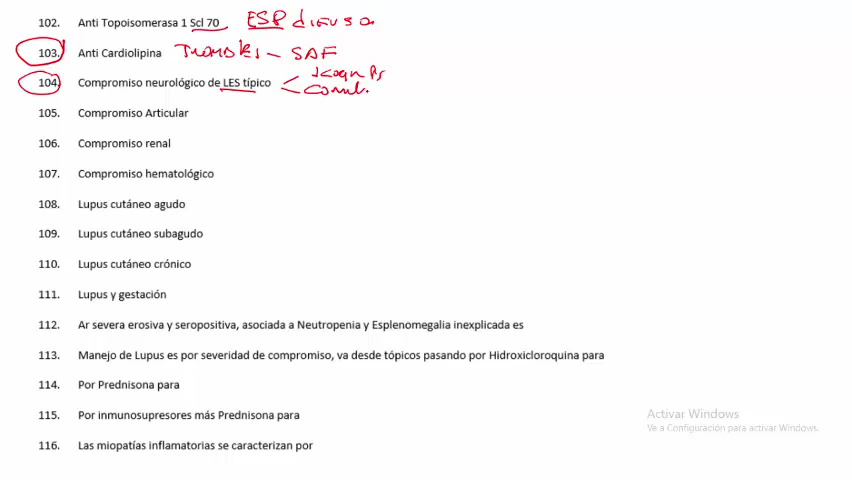 102. Anti Topoisomerasa 1 Scl 70 ESP difusa
103. Anti Cardiolipina - SAF
104. Compromiso neurológico de LES típico
105. Compromiso Articular
106. Compromiso renal
107. Compromiso hematológico
108. Lupus cutáneo agudo
109. Lupus cutáneo subagudo
110. Lupus cutáneo crónico
111. Lupus y gestación
112. Ar severa erosiva y seropositiva, asociada a Neutropenia y Esplenomegalia inexplicada es
113. Manejo de Lupus es por severidad de compromiso, va desde tópicos pasando por Hidroxicloroquina para
114. Por Prednisona para
115. Por inmunosupresores más Prednisona para
116. Las miopatías inflamatorias se caracterizan por
Activar Windows
Ve a Configuración para activar Windows.